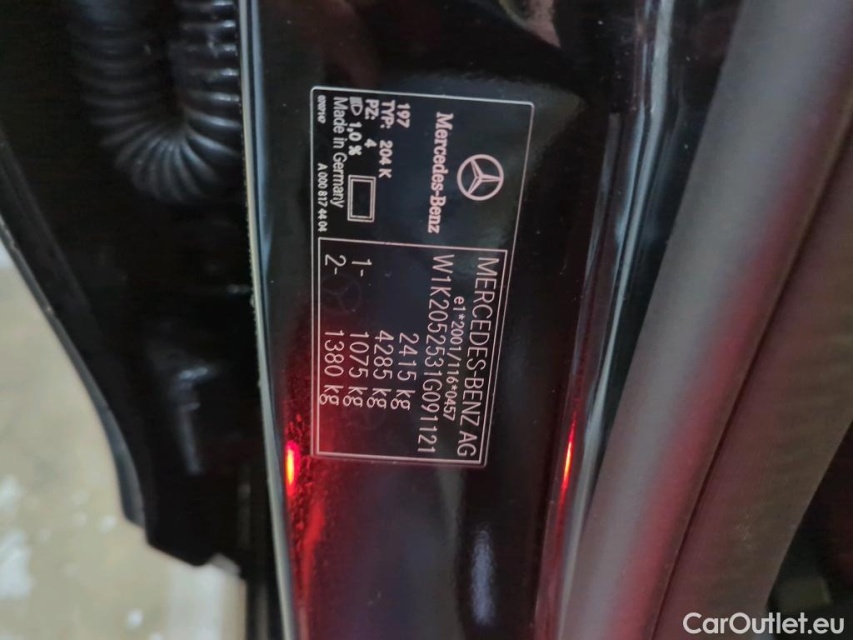 Mercedes-Benz
197
TYP: 204 K
PZ: 4
1,0 %
Made in Germany
A 000 817 44 04
MERCEDES-BENZ AG
e1*2001/116*0457
W1K2052531G091121
2415 kg
4285 kg
1- 1075 kg
2- 1380 kg
CarOutlet.eu